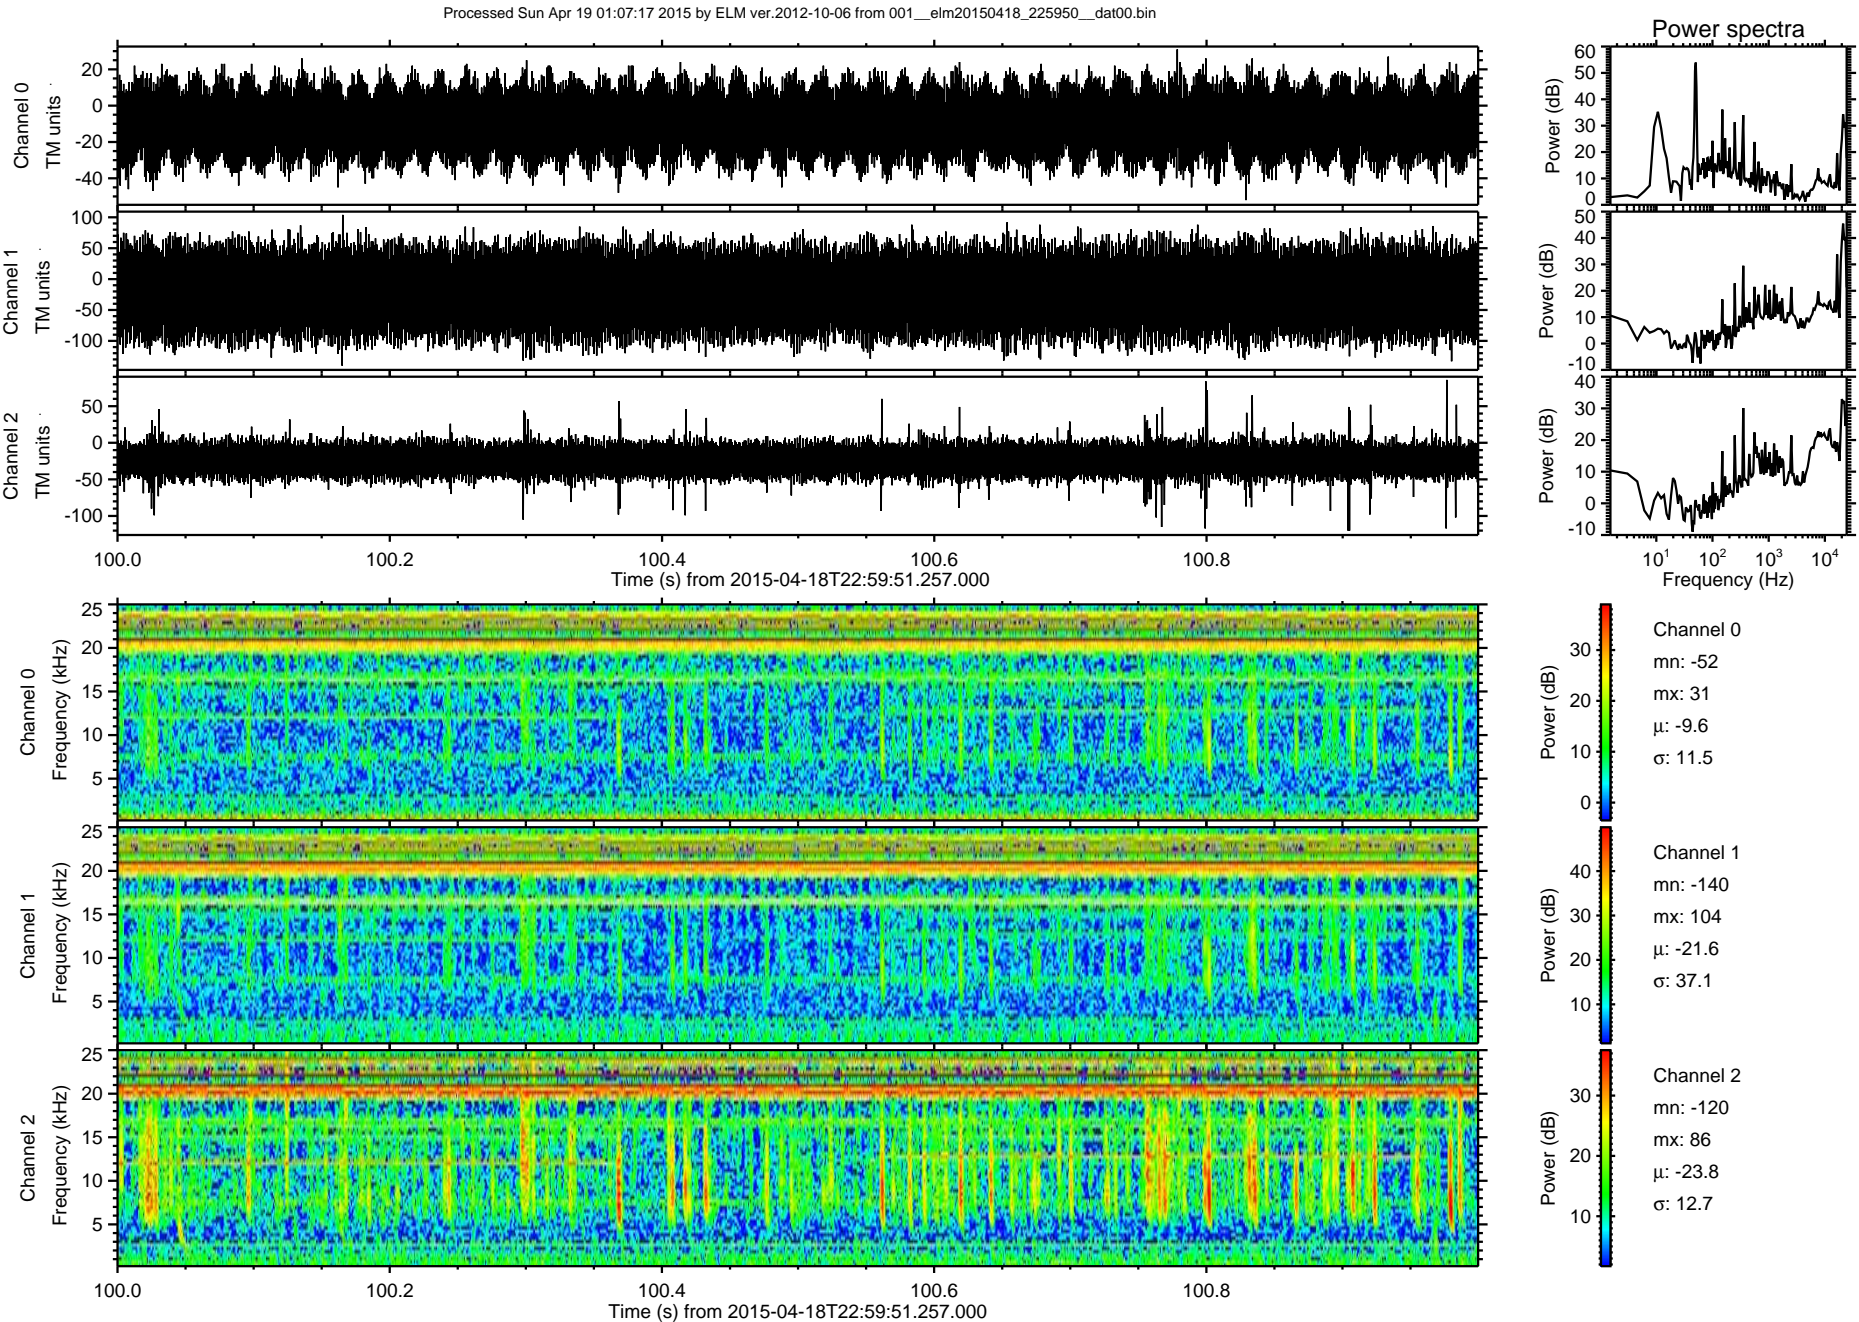 Processed Sun Apr 19 01:07:17 2015 by ELM ver.2012-10-06 from 001__elm20150418_225950__dat00.bin
Power spectra
Channel 0
TM units
20
0
-20
-40
Power (dB)
60
50
40
30
20
10
0
Channel 1
TM units
100
50
0
-50
-100
Power (dB)
50
40
30
20
10
0
-10
Channel 2
TM units
50
0
-50
-100
Power (dB)
40
30
20
10
0
-10
100.0 100.2 100.4 100.6 100.8
Time (s) from 2015-04-18T22:59:51.257.000
10¹ 10² 10³ 10⁴
Frequency (Hz)
Channel 0
Frequency (kHz)
25
20
15
10
5
Power (dB)
30
20
10
0
Channel 0
mn: -52
mx: 31
μ: -9.6
σ: 11.5
Channel 1
Frequency (kHz)
25
20
15
10
5
Power (dB)
40
30
20
10
Channel 1
mn: -140
mx: 104
μ: -21.6
σ: 37.1
Channel 2
Frequency (kHz)
25
20
15
10
5
Power (dB)
30
20
10
Channel 2
mn: -120
mx: 86
μ: -23.8
σ: 12.7
100.0 100.2 100.4 100.6 100.8
Time (s) from 2015-04-18T22:59:51.257.000